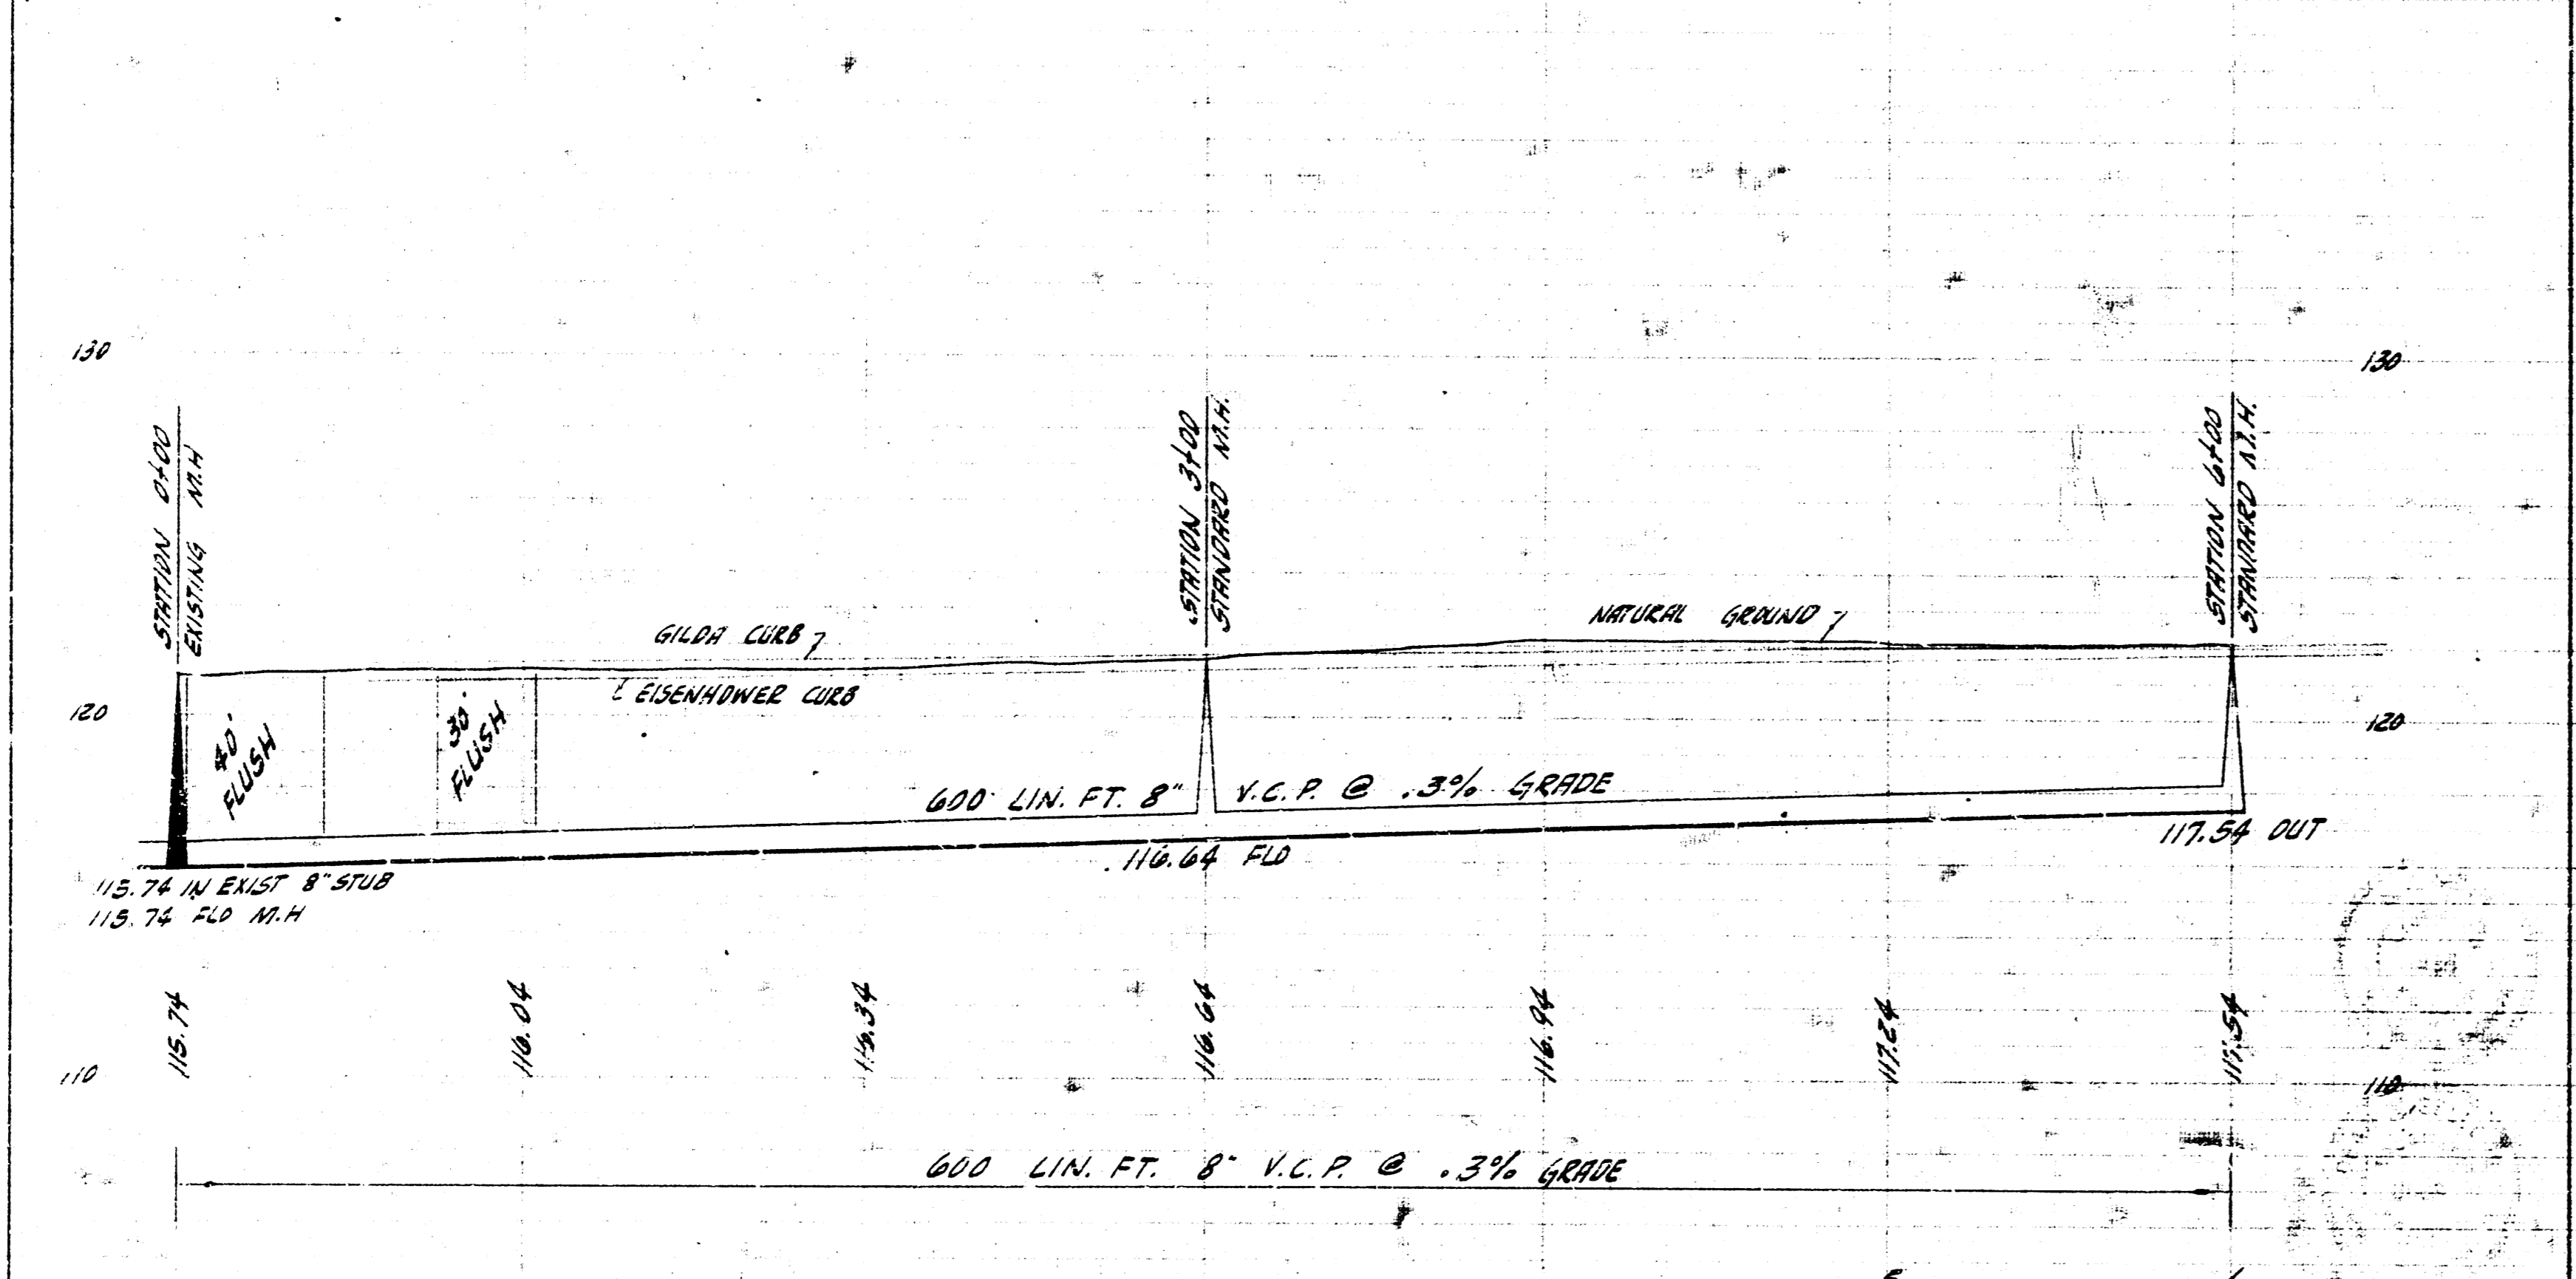 130
130
STATION 0+00
EXISTING M.H
STATION 3+00
STANDARD M.H.
STATION 6+00
STANDARD M.H.
GILDA CURB
NATURAL GROUND
EISENHOWER CURB
120
120
40' FLUSH
30' FLUSH
600 LIN. FT. 8" V.C.P. @ .3% GRADE
117.54 OUT
116.64 FLO
115.74 IN EXIST 8" STUB
115.74 FLO M.H
115.74
116.04
116.34
116.64
116.94
117.24
117.54
110
110
600 LIN. FT. 8" V.C.P. @ .3% GRADE